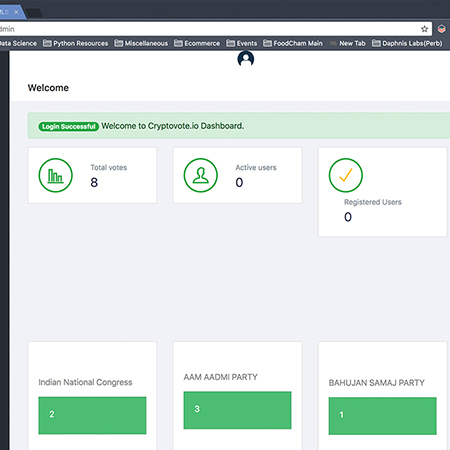 dmin
Data Science Python Resources Miscellaneous Ecommerce Events FoodCham Main New Tab Daphnis Labs(Perb)
Welcome
Login Successful Welcome to Cryptovote.io Dashboard.
Total votes
8
Active users
0
Registered Users
0
Indian National Congress
2
AAM AADMI PARTY
3
BAHUJAN SAMAJ PARTY
1